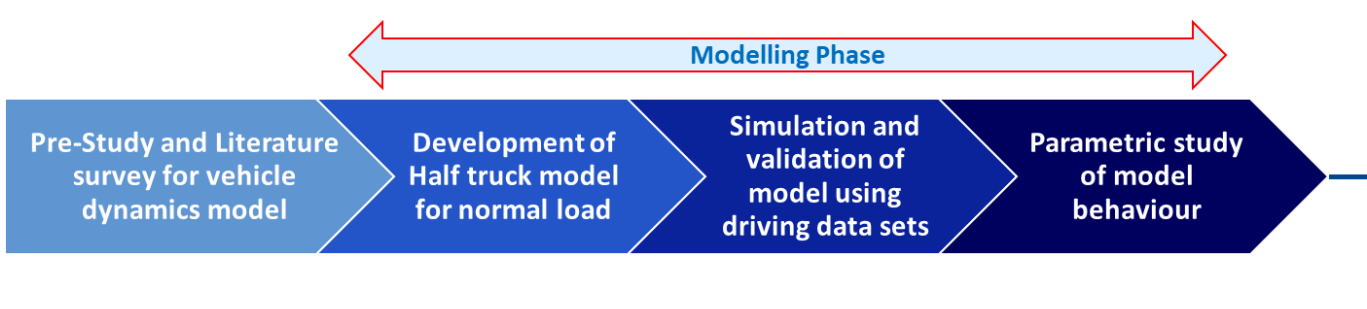 Modelling Phase
Pre-Study and Literature
survey for vehicle
dynamics model
Development of
Half truck model
for normal load
Simulation and
validation of
model using
driving data sets
Parametric study
of model
behaviour